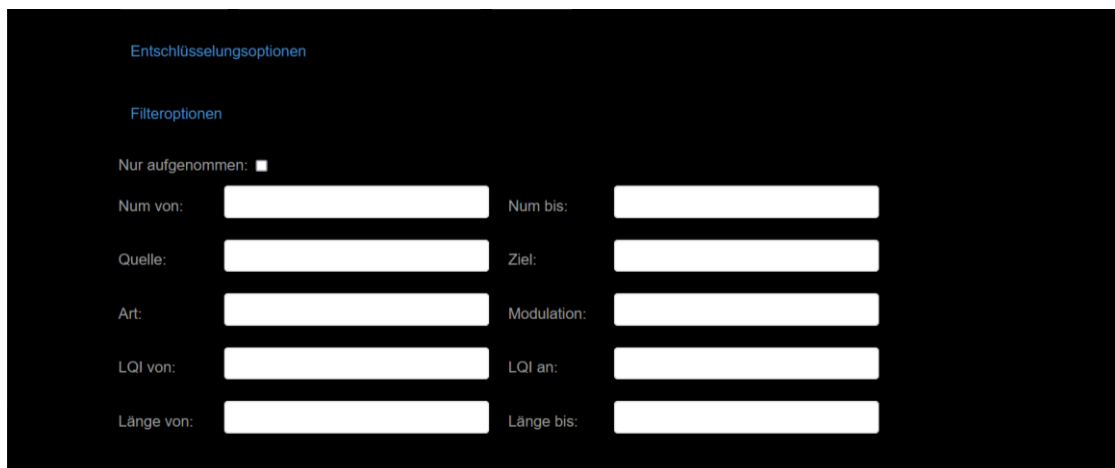 Entschlüsselungsoptionen
Filteroptionen
Nur aufgenommen:
Num von: Num bis:
Quelle: Ziel:
Art: Modulation:
LQI von: LQI an:
Länge von: Länge bis: